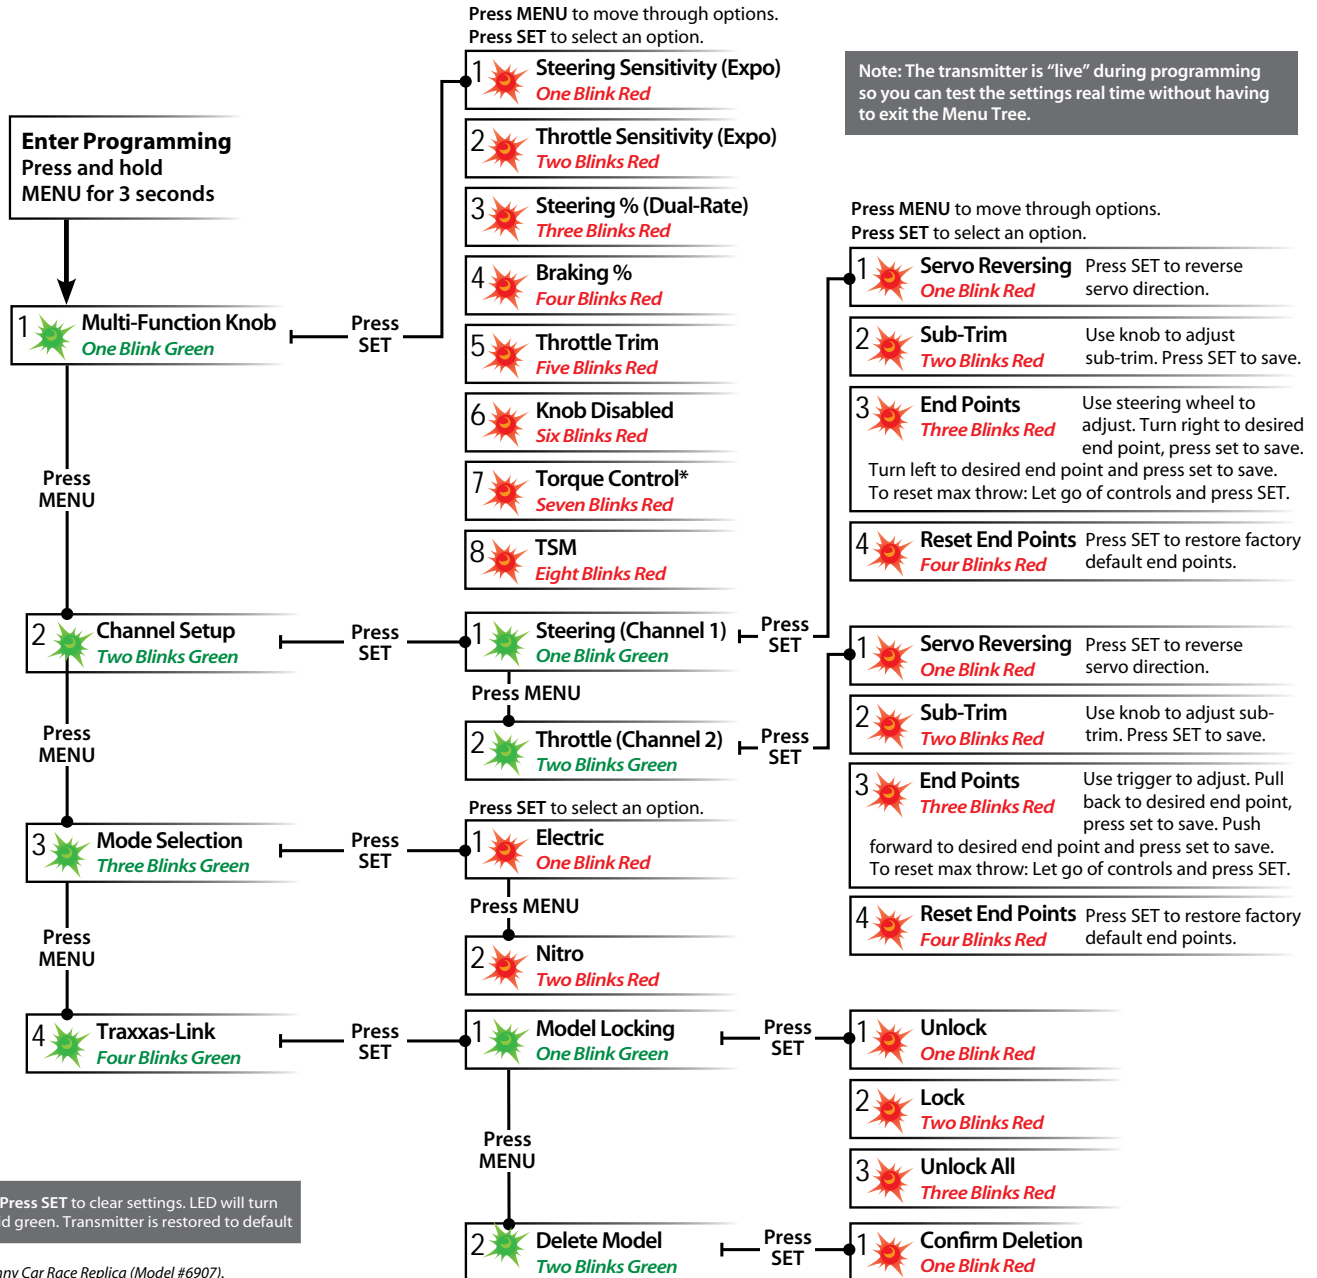 Press MENU to move through options.
Press SET to select an option.
Enter Programming
Press and hold
MENU for 3 seconds
1 Multi-Function Knob
One Blink Green
Press
SET
1 Steering Sensitivity (Expo)
One Blink Red
2 Throttle Sensitivity (Expo)
Two Blinks Red
3 Steering % (Dual-Rate)
Three Blinks Red
4 Braking %
Four Blinks Red
5 Throttle Trim
Five Blinks Red
6 Knob Disabled
Six Blinks Red
7 Torque Control*
Seven Blinks Red
8 TSM
Eight Blinks Red
Note: The transmitter is “live” during programming
so you can test the settings real time without having
to exit the Menu Tree.
Press
MENU
2 Channel Setup
Two Blinks Green
Press
SET
1 Steering (Channel 1)
One Blink Green
Press
SET
Press MENU to move through options.
Press SET to select an option.
1 Servo Reversing Press SET to reverse
One Blink Red servo direction.
2 Sub-Trim Use knob to adjust
Two Blinks Red sub-trim. Press SET to save.
3 End Points Use steering wheel to
Three Blinks Red adjust. Turn right to desired
end point, press set to save.
Turn left to desired end point and press set to save.
To reset max throw: Let go of controls and press SET.
4 Reset End Points Press SET to restore factory
Four Blinks Red default end points.
Press MENU
2 Throttle (Channel 2)
Two Blinks Green
Press
SET
1 Servo Reversing Press SET to reverse
One Blink Red servo direction.
2 Sub-Trim Use knob to adjust sub-
Two Blinks Red trim. Press SET to save.
3 End Points Use trigger to adjust. Pull
Three Blinks Red back to desired end point,
press set to save. Push
forward to desired end point and press set to save.
To reset max throw: Let go of controls and press SET.
4 Reset End Points Press SET to restore factory
Four Blinks Red default end points.
Press
MENU
3 Mode Selection
Three Blinks Green
Press
SET
Press SET to select an option.
1 Electric
One Blink Red
Press MENU
2 Nitro
Two Blinks Red
Press
MENU
4 Traxxas-Link
Four Blinks Green
Press
SET
1 Model Locking
One Blink Green
Press
SET
1 Unlock
One Blink Red
2 Lock
Two Blinks Red
3 Unlock All
Three Blinks Red
Press
MENU
2 Delete Model
Two Blinks Green
Press
SET
1 Confirm Deletion
One Blink Red
Press SET to clear settings. LED will turn
green. Transmitter is restored to default
Car Race Replica (Model #6907).